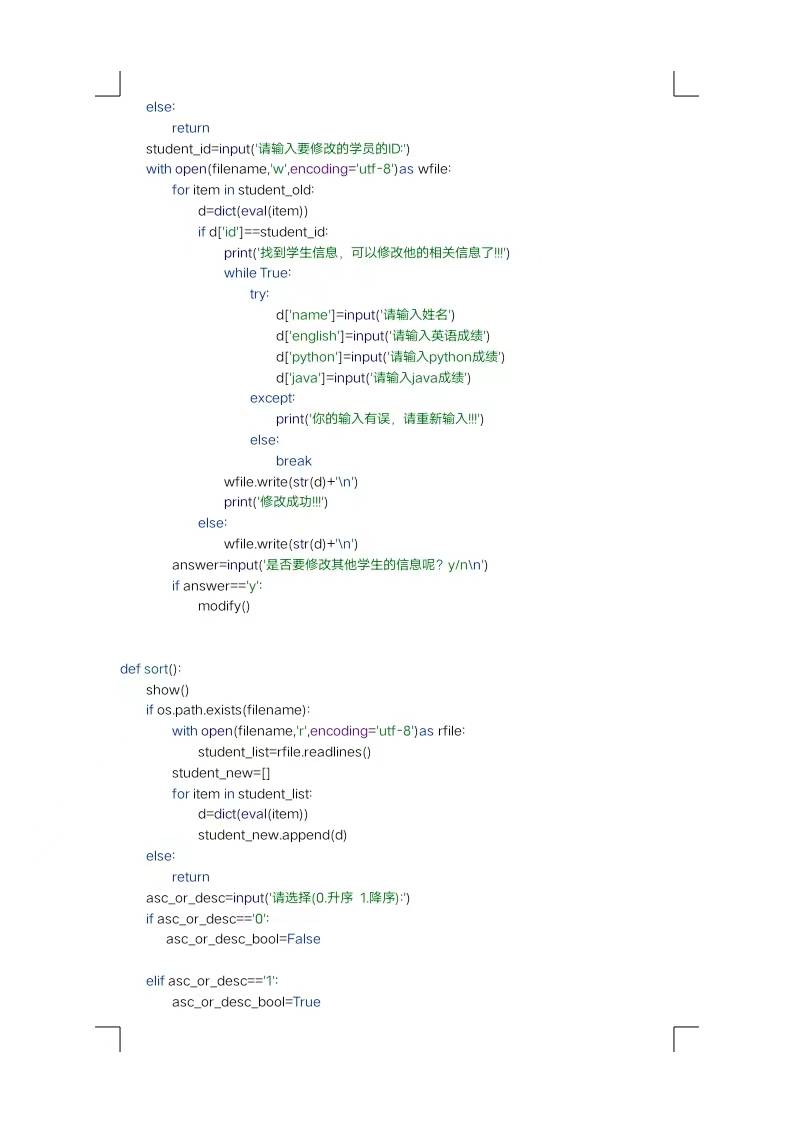 else:
return
student_id=input('请输入要修改的学员的ID:')
with open(filename,'w',encoding='utf-8')as wfile:
for item in student_old:
d=dict(eval(item))
if d['id']==student_id:
print('找到学生信息，可以修改他的相关信息了!!!')
while True:
try:
d['name']=input('请输入姓名')
d['english']=input('请输入英语成绩')
d['python']=input('请输入python成绩')
d['java']=input('请输入java成绩')
except:
print('你的输入有误，请重新输入!!!')
else:
break
wfile.write(str(d)+'\n')
print('修改成功!!!')
else:
wfile.write(str(d)+'\n')
answer=input('是否要修改其他学生的信息呢？y/n\n')
if answer=='y':
modify()
def sort():
show()
if os.path.exists(filename):
with open(filename,'r',encoding='utf-8')as rfile:
student_list=rfile.readlines()
student_new=[]
for item in student_list:
d=dict(eval(item))
student_new.append(d)
else:
return
asc_or_desc=input('请选择(0.升序 1.降序):')
if asc_or_desc=='0':
asc_or_desc_bool=False
elif asc_or_desc=='1':
asc_or_desc_bool=True